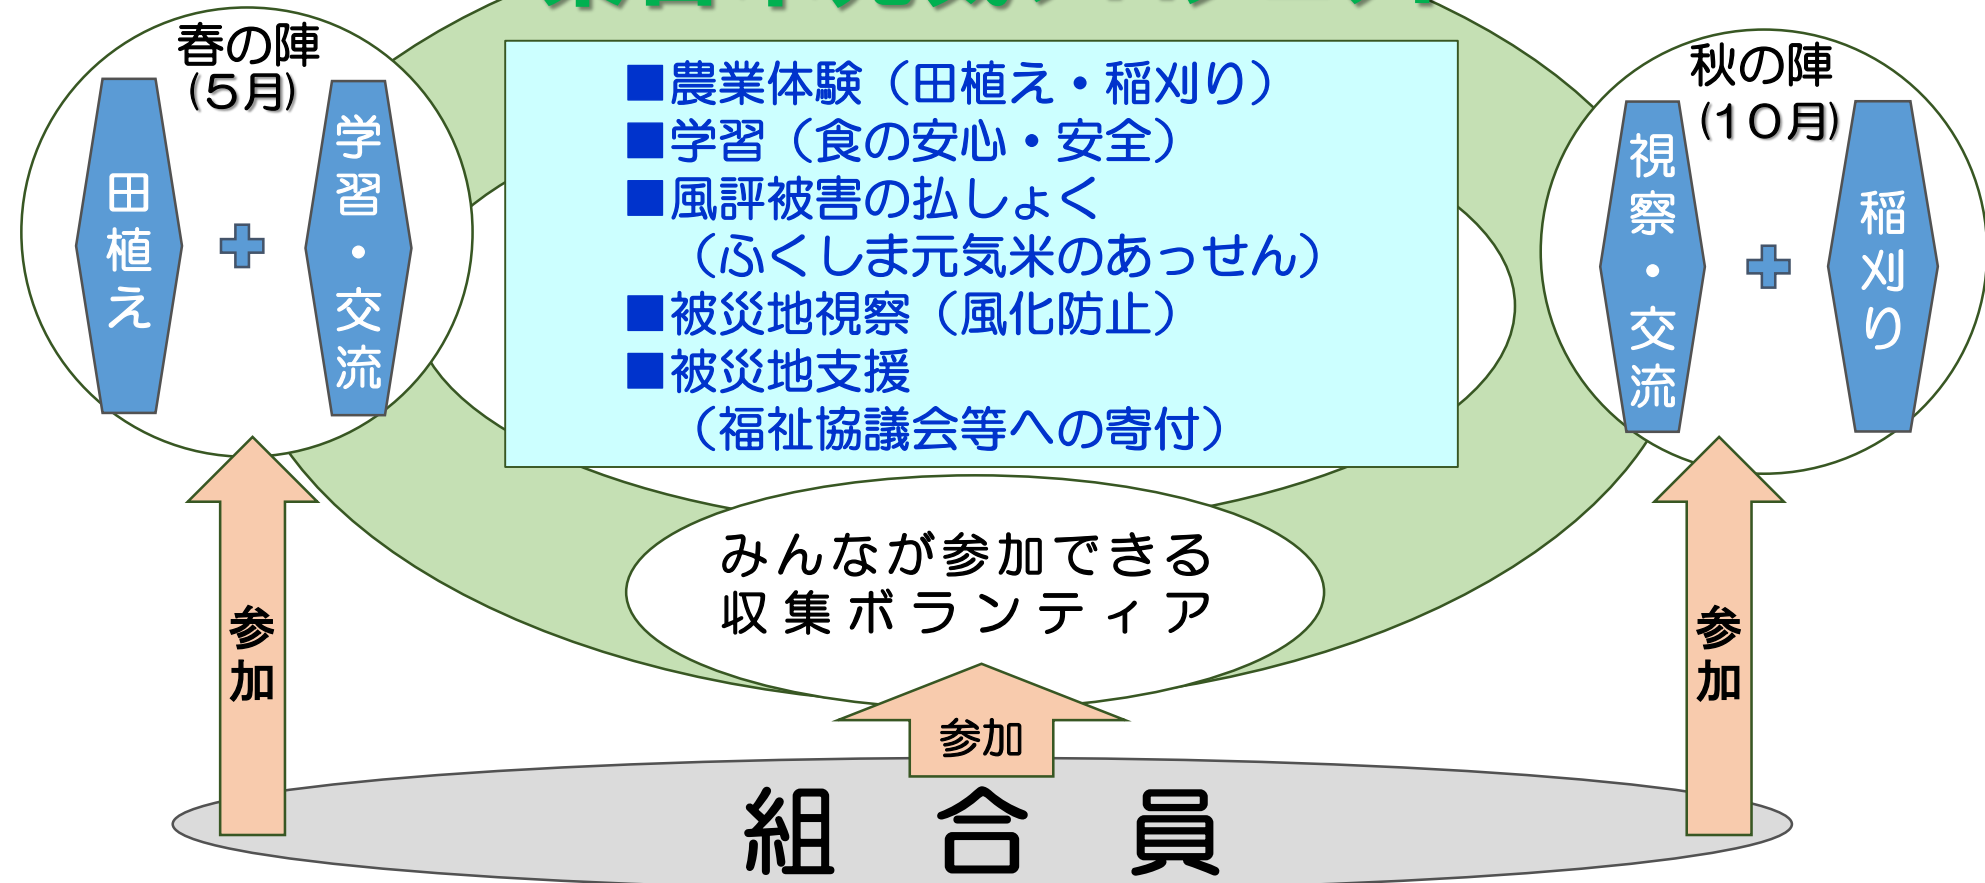 春の陣
(５月)
田植え
学習・交流
■農業体験（田植え・稲刈り）
■学習（食の安心・安全）
■風評被害の払しょく
（ふくしま元気米のあっせん）
■被災地視察（風化防止）
■被災地支援
（福祉協議会等への寄付）
秋の陣
(１０月)
視察・交流
稲刈り
みんなが参加できる
収集ボランティア
参加
参加
参加
組合員